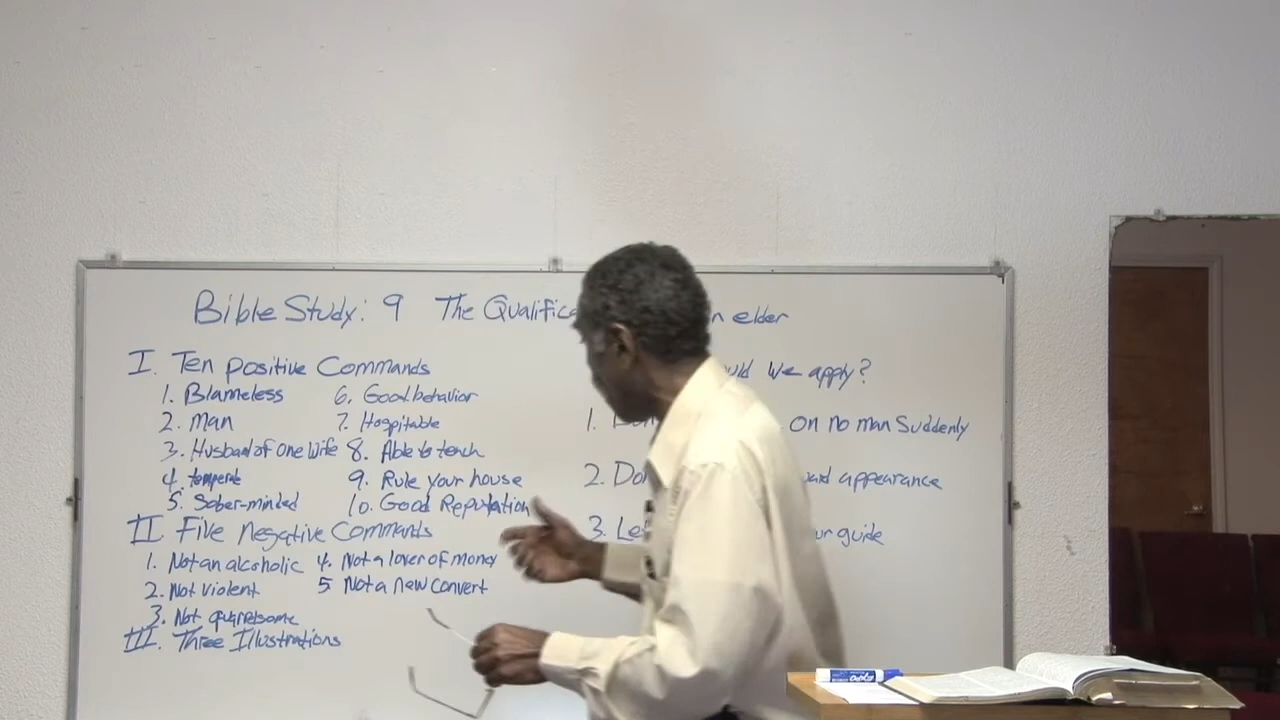 Bible Study: 9 The Qualifica n elder
I. Ten positive Commands
1. Blameless 6. Good behavior
2. Man 7. Hospitable
3. Husband of one Wife 8. Able to teach
4. temperate 9. Rule your house
5. Sober-minded 10. Good Reputation
II. Five Negative Commands
1. Not an alcoholic 4. Not a lover of money
2. Not violent 5 Not a new convert
3. Not quarrelsome
III. Three Illustrations
uld we apply?
1. on no man Suddenly
2. Do ard appearance
3. Le ur guide
EXPO